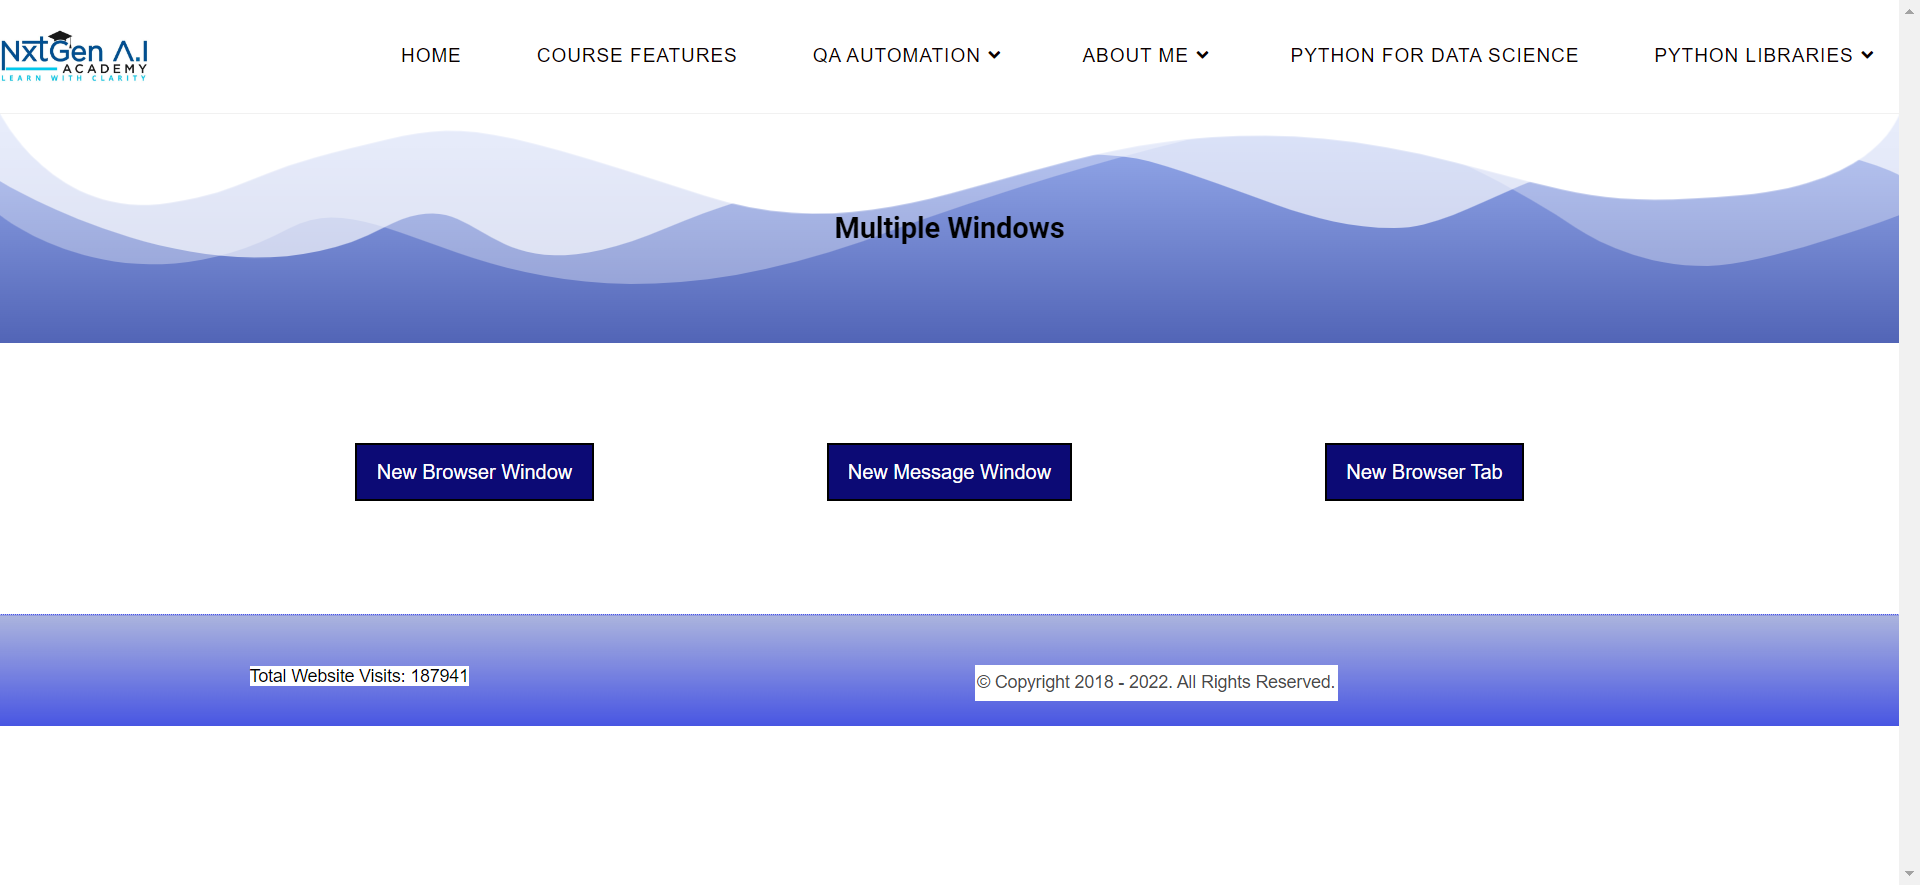 NxtGen A.I
ACADEMY
LEARN WITH CLARITY
HOME
COURSE FEATURES
QA AUTOMATION
ABOUT ME
PYTHON FOR DATA SCIENCE
PYTHON LIBRARIES
Multiple Windows
New Browser Window
New Message Window
New Browser Tab
Total Website Visits: 187941
© Copyright 2018 - 2022. All Rights Reserved.